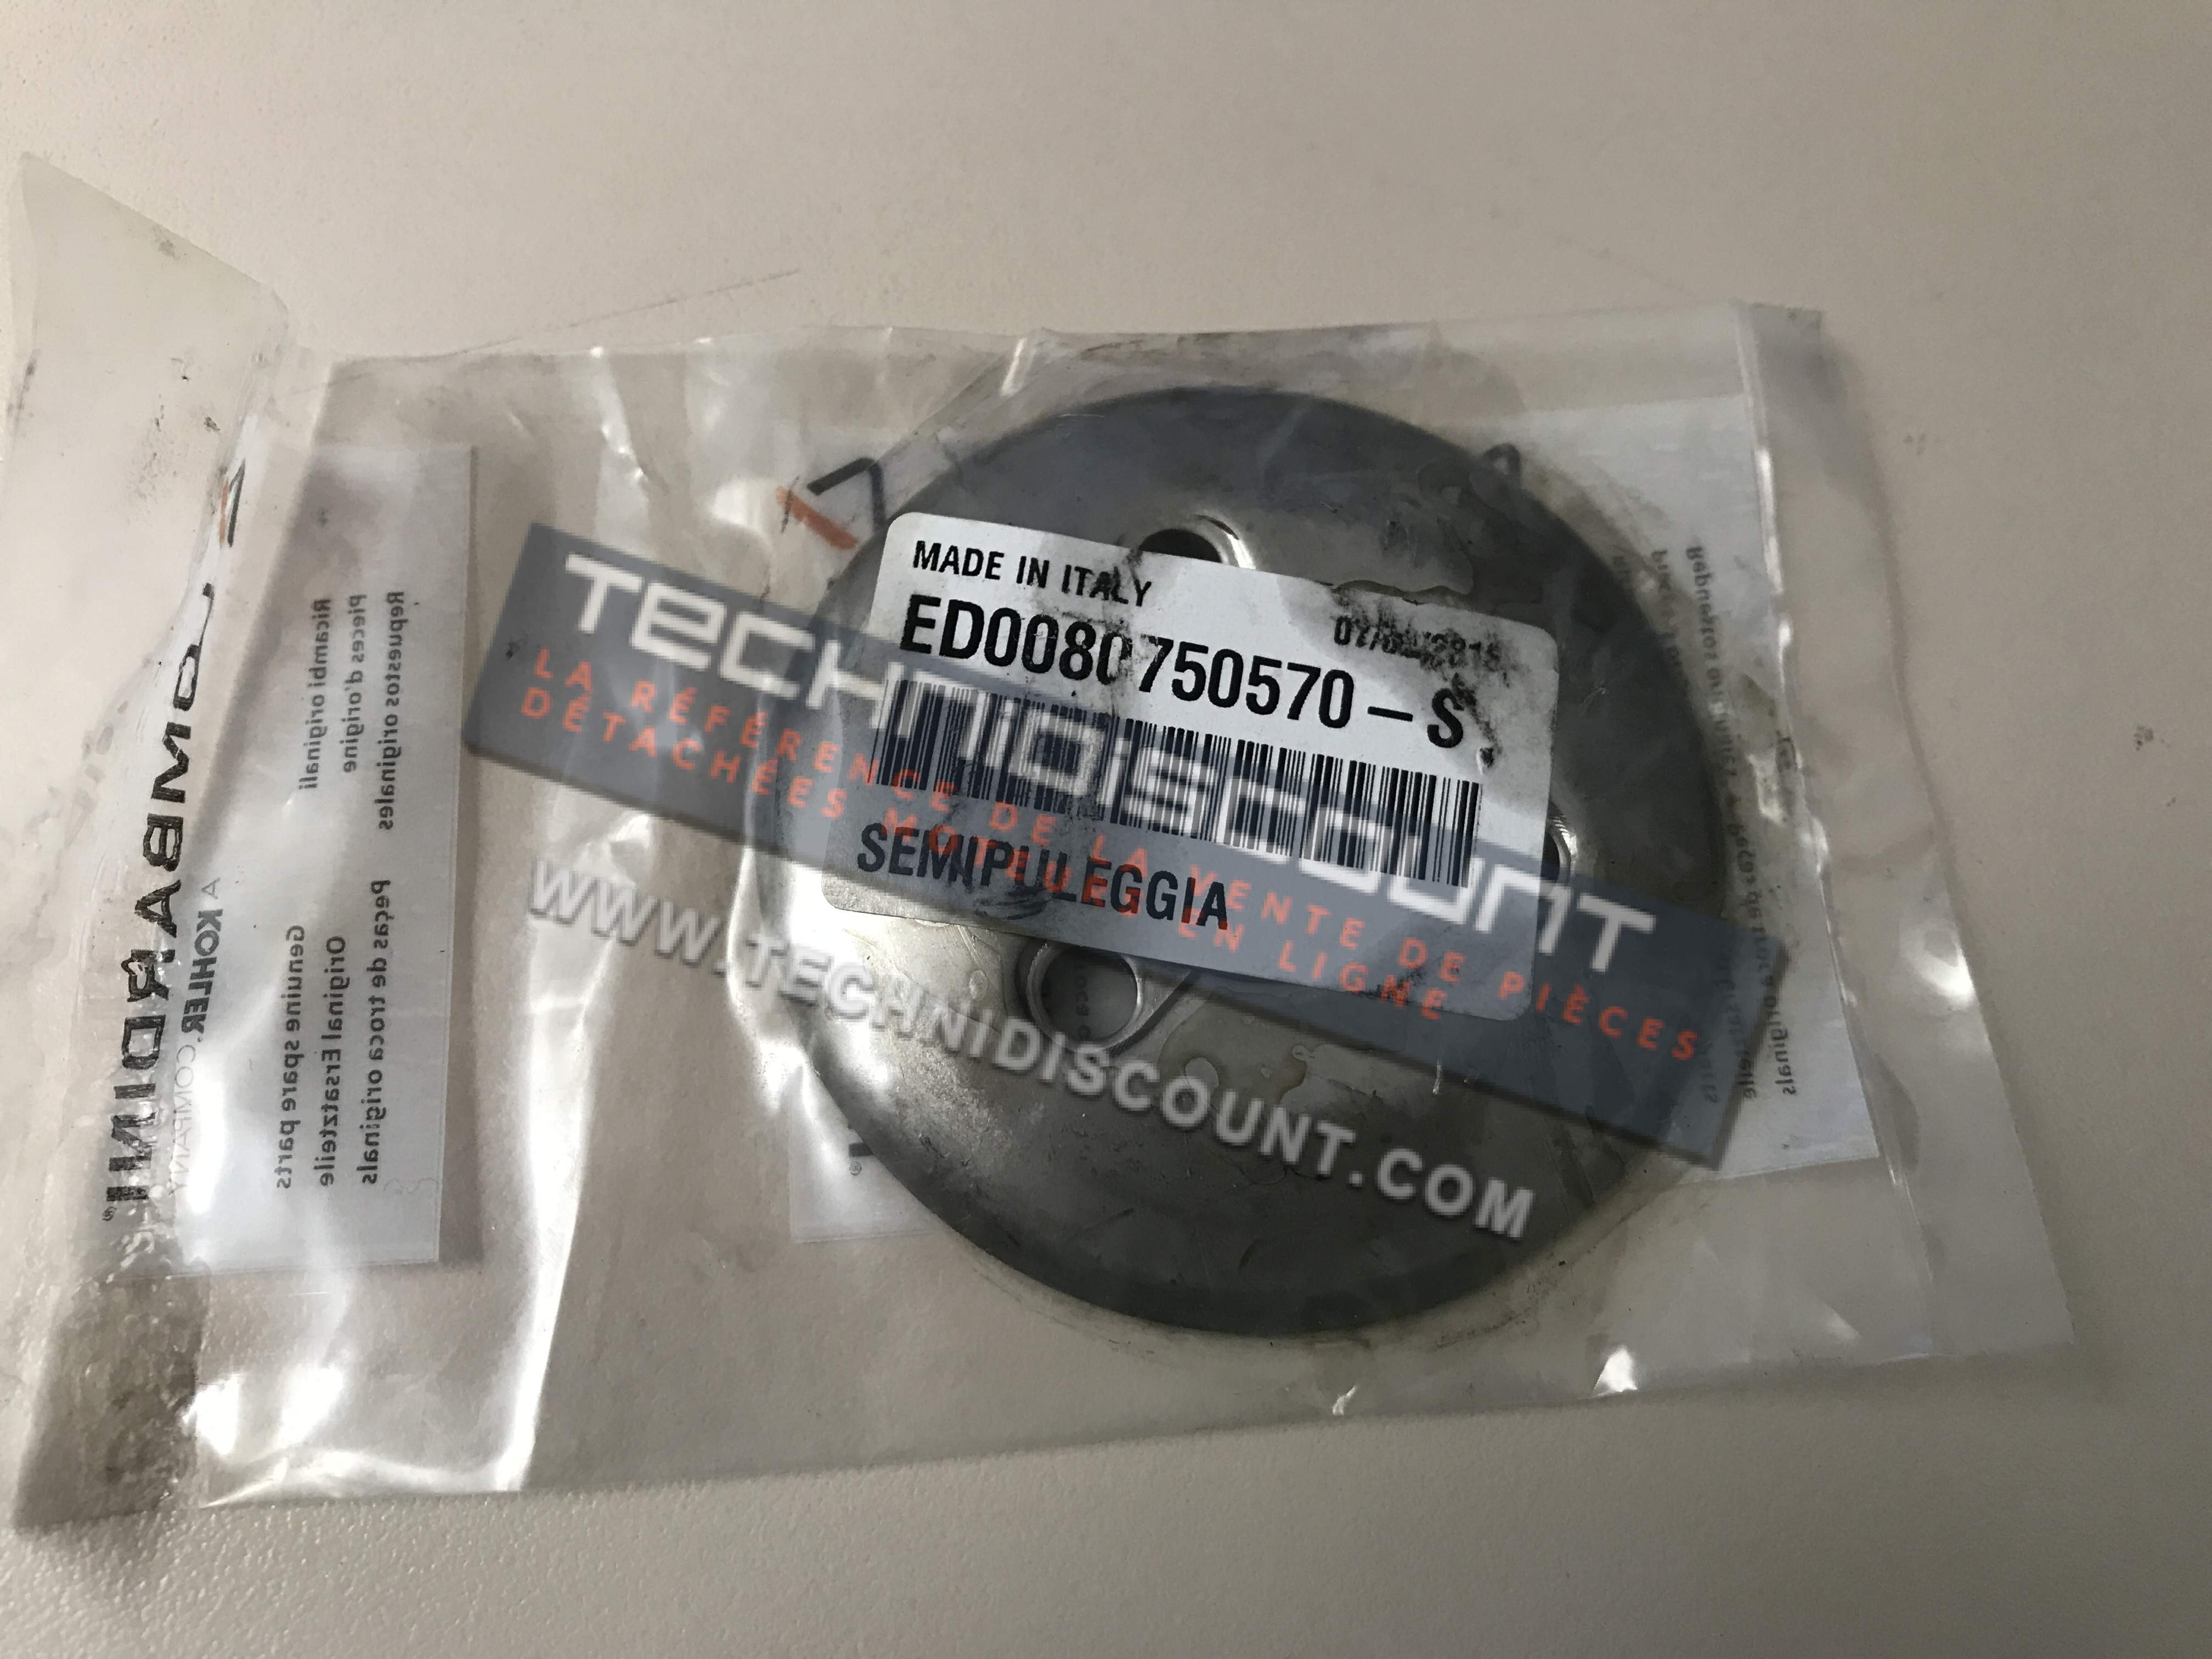 MADE IN ITALY
ED0080750570-S
SEMIPULEGGIA
TECHNIDISCOUNT
LA RÉFÉRENCE DE LA VENTE DE PIÈCES
DÉTACHÉES MOTEUR EN LIGNE
WWW.TECHNIDISCOUNT.COM
LOMBARDINI®
A KOHLER COMPANY
Genuine spare parts
Original Ersatzteile
Peças de troca originais
Ricambi originali
Pieces d'origine
Repuestos originales